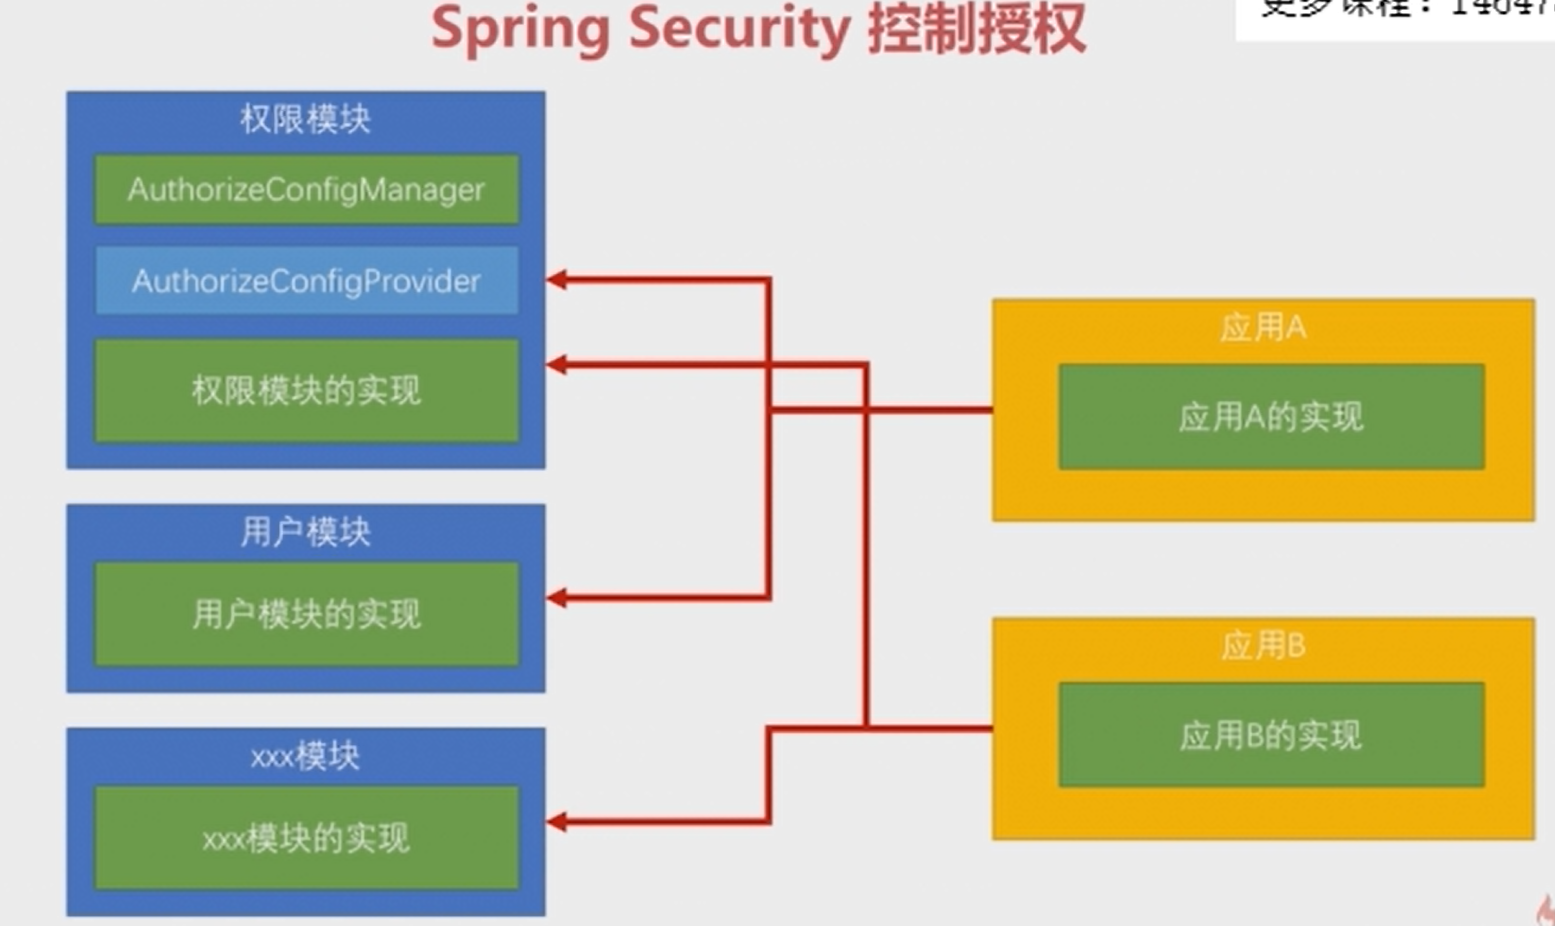 Spring Security 控制授权
更多课程：
权限模块
AuthorizeConfigManager
AuthorizeConfigProvider
权限模块的实现
用户模块
用户模块的实现
xxx模块
xxx模块的实现
应用A
应用A的实现
应用B
应用B的实现